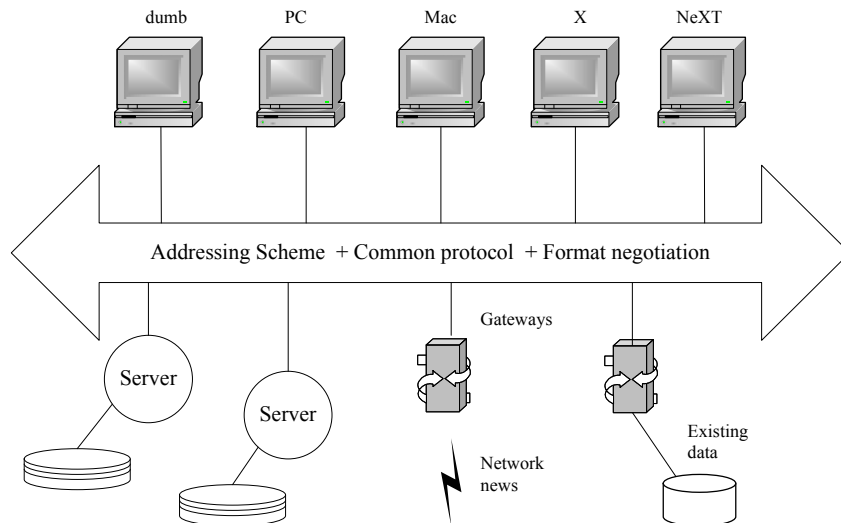 dumb
PC
Mac
X
NeXT
Addressing Scheme + Common protocol + Format negotiation
Gateways
Server
Server
Existing
data
Network
news